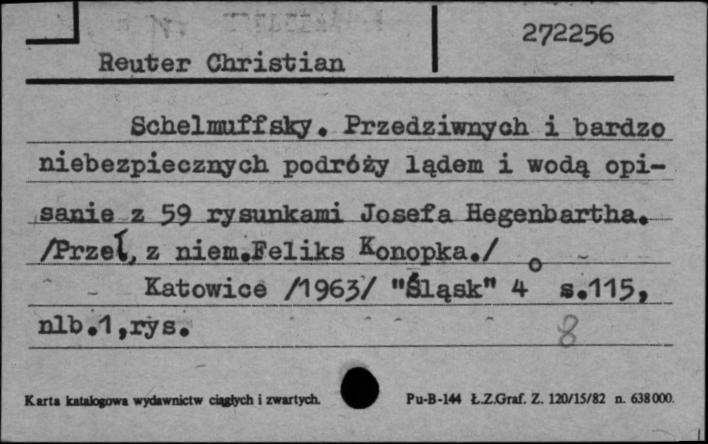 272256
Reuter Christian
Schelmuffsky. Przedziwnych i bardzo
niebezpiecznych podróży lądem i wodą opi-
sanie z 59 rysunkami Josefa Hegenbartha.
/Przeł, z niem.Feliks Konopka./
Katowice /1963/ "Śląsk" 4° s.115,
nlb.1,rys.
8
Karta katalogowa wydawnictw ciągłych i zwartych. Pu-B-144 Ł.Z.Graf. Z. 120/15/82 n. 638000.